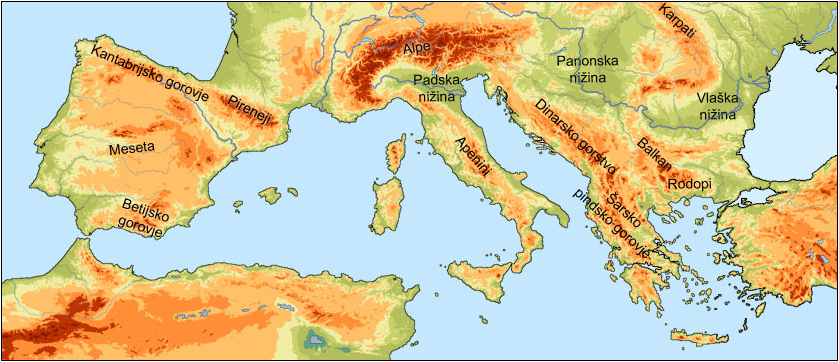 Karpati
Alpe
Kantabrijsko gorovje
Panonska
nižina
Padska
nižina
Vlaška
nižina
Pireneji
Dinarsko gorstvo
Meseta
Apenini
Balkan
Rodopi
Betijsko
gorovje
Šarsko
pindsko gorovje